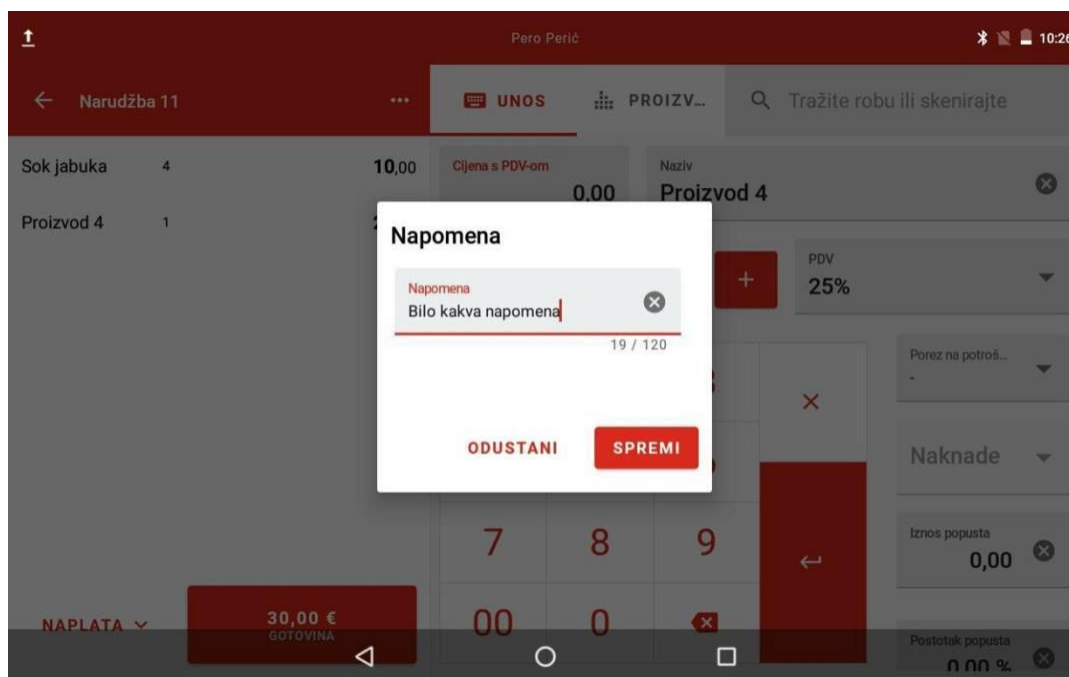 Pero Perić
10:26
Narudžba 11
UNOS
PROIZV...
Tražite robu ili skenirajte
Sok jabuka 4 10,00
Proizvod 4 1
Cijena s PDV-om
0,00
Naziv
Proizvod 4
PDV
25%
Napomena
Napomena
Bilo kakva napomena
19 / 120
ODUSTANI
SPREMI
Porez na potroš...
-
Naknade
7 8 9
Iznos popusta
0,00
00 0
Postotak popusta
0,00 %
NAPLATA
30,00 €
GOTOVINA